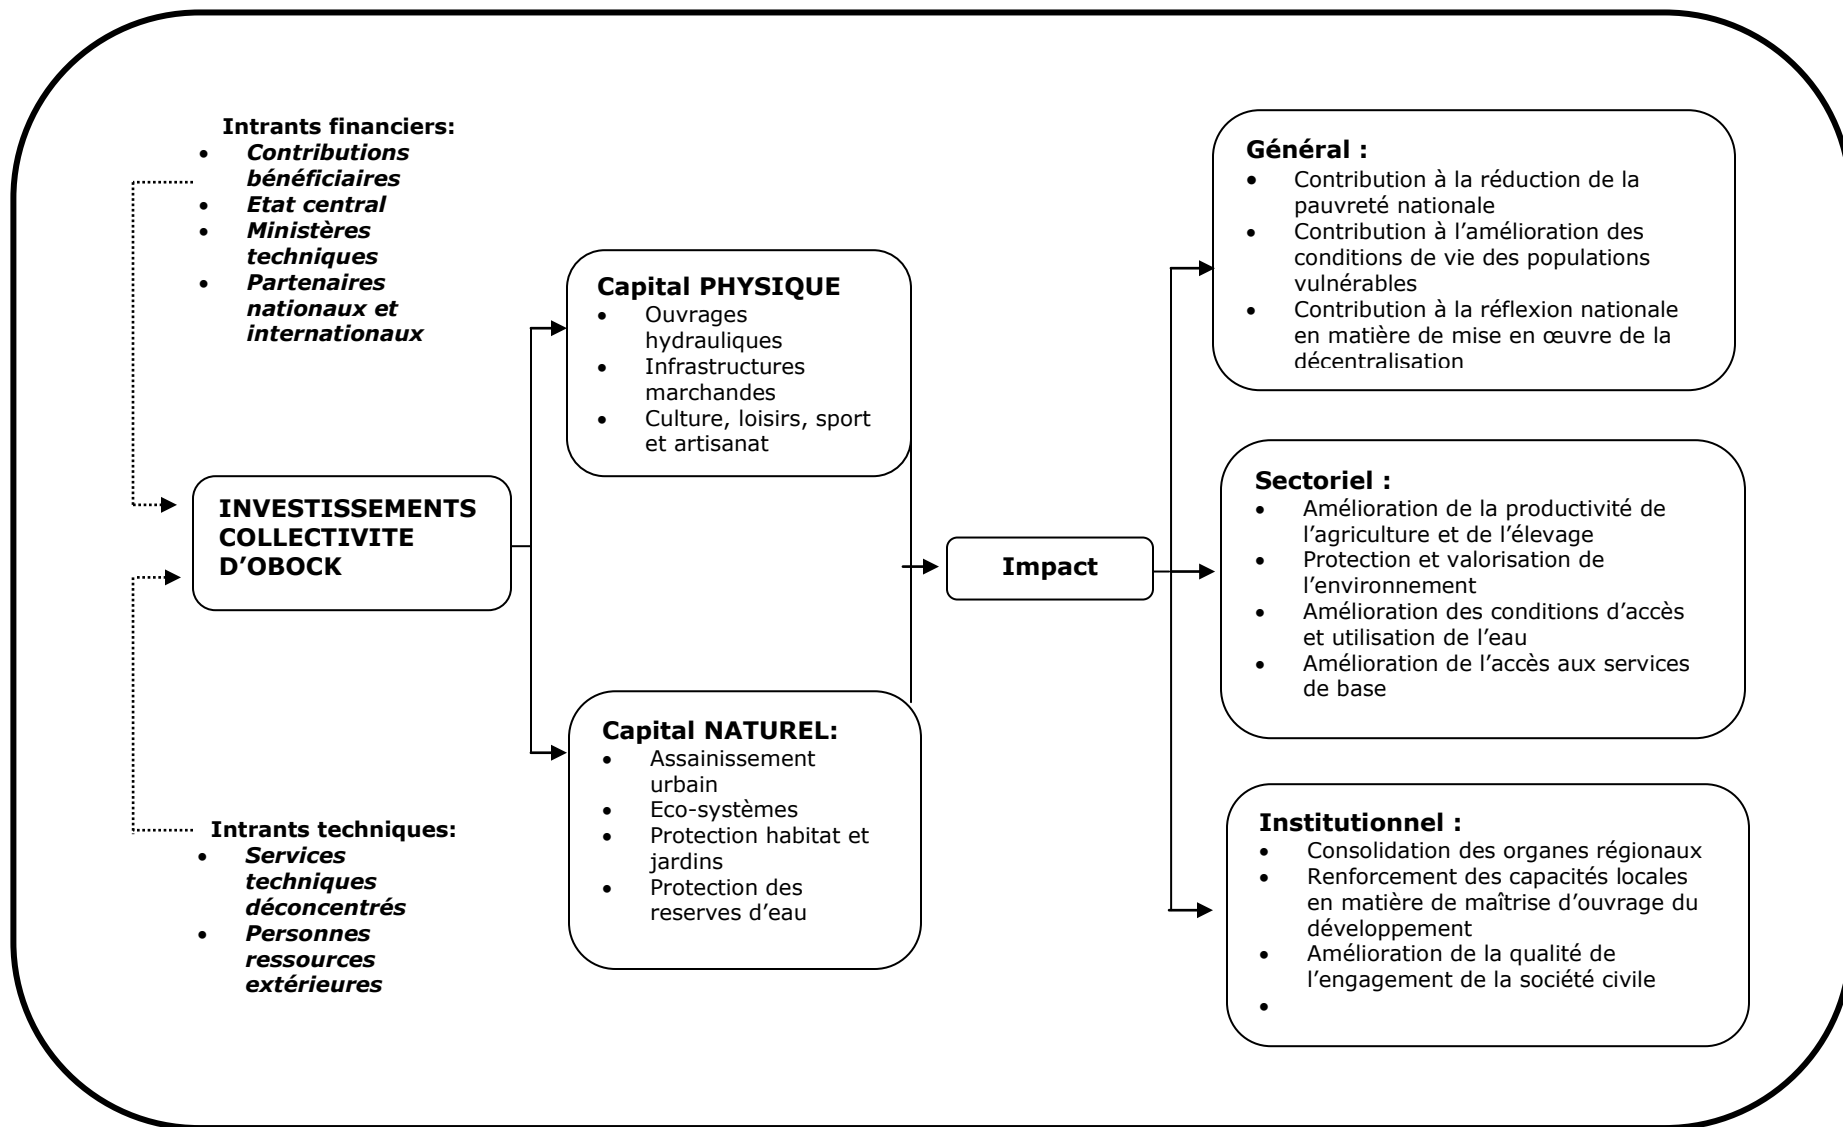 Intrants financiers:
• Contributions
bénéficiaires
• Etat central
• Ministères
techniques
• Partenaires
nationaux et
internationaux
INVESTISSEMENTS
COLLECTIVITE
D’OBOCK
Intrants techniques:
• Services
techniques
déconcentrés
• Personnes
ressources
extérieures
Capital PHYSIQUE
• Ouvrages
hydrauliques
• Infrastructures
marchandes
• Culture, loisirs, sport
et artisanat
Capital NATUREL:
• Assainissement
urbain
• Eco-systèmes
• Protection habitat et
jardins
• Protection des
reserves d’eau
Impact
Général :
• Contribution à la réduction de la
pauvreté nationale
• Contribution à l’amélioration des
conditions de vie des populations
vulnérables
• Contribution à la réflexion nationale
en matière de mise en œuvre de la
décentralisation
Sectoriel :
• Amélioration de la productivité de
l’agriculture et de l’élevage
• Protection et valorisation de
l’environnement
• Amélioration des conditions d’accès
et utilisation de l’eau
• Amélioration de l’accès aux services
de base
Institutionnel :
• Consolidation des organes régionaux
• Renforcement des capacités locales
en matière de maîtrise d’ouvrage du
développement
• Amélioration de la qualité de
l’engagement de la société civile
•